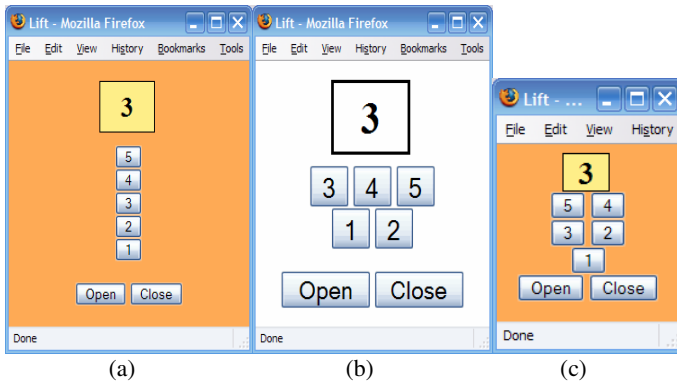 Lift - Mozilla Firefox
File Edit View History Bookmarks Tools
3
5
4
3
2
1
Open Close
Done
(a)
Lift - Mozilla Firefox
File Edit View History Bookmarks Tools
3
3 4 5
1 2
Open Close
Done
(b)
Lift - ...
File Edit View History
3
5 4
3 2
1
Open Close
Done
(c)